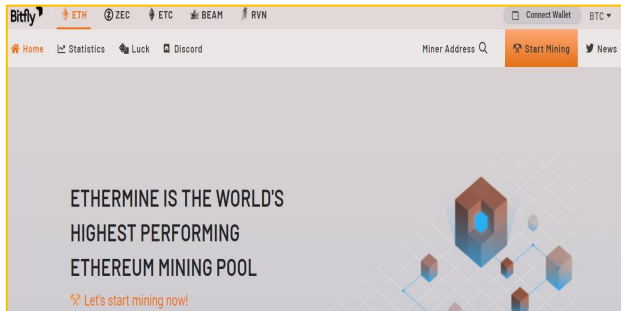 Bitfly ETH ZEC ETC BEAM RVN Connect Wallet BTC
Home Statistics Luck Discord Miner Address Start Mining News
ETHERMINE IS THE WORLD'S
HIGHEST PERFORMING
ETHEREUM MINING POOL
Let's start mining now!